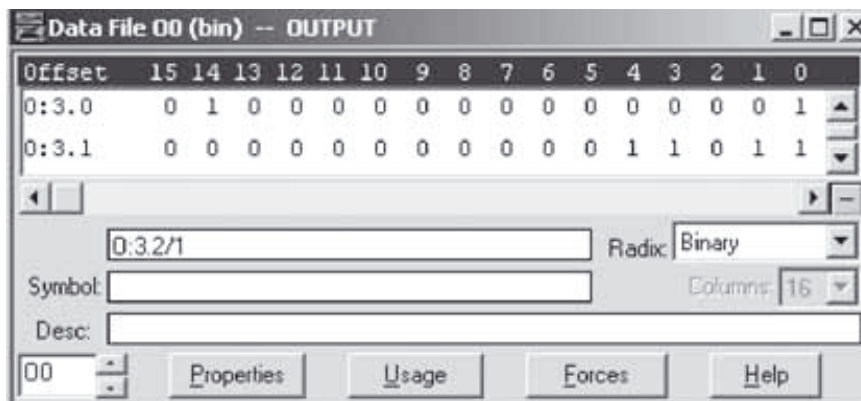 Data File O0 (bin) -- OUTPUT
Offset 15 14 13 12 11 10 9 8 7 6 5 4 3 2 1 0
O:3.0 0 1 0 0 0 0 0 0 0 0 0 0 0 0 0 1
O:3.1 0 0 0 0 0 0 0 0 0 0 0 1 1 0 1 1
O:3.2/1 Radix: Binary
Symbol: Columns: 16
Desc:
O0 Properties Usage Forces Help